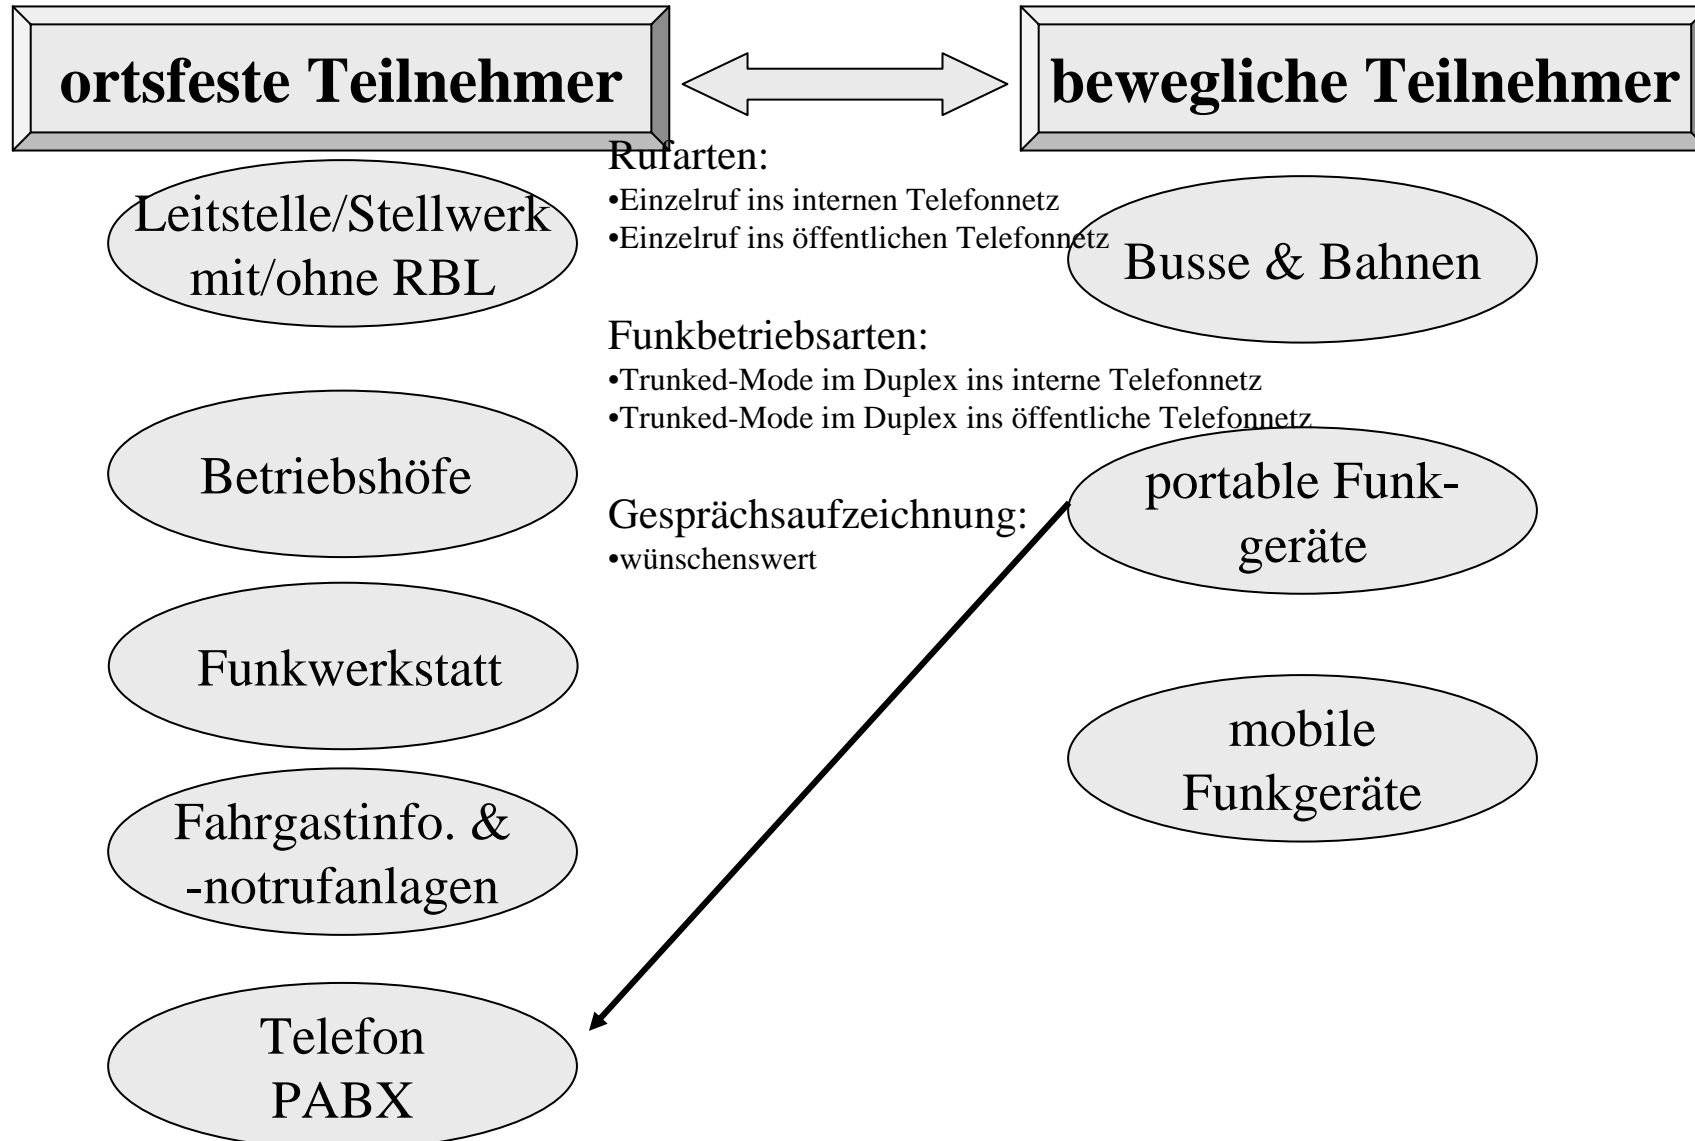 ortsfeste Teilnehmer
bewegliche Teilnehmer
Leitstelle/Stellwerk
mit/ohne RBL
Betriebshöfe
Funkwerkstatt
Fahrgastinfo. &
-notrufanlagen
Telefon
PABX
Rufarten:
•Einzelruf ins internen Telefonnetz
•Einzelruf ins öffentlichen Telefonnetz
Funkbetriebsarten:
•Trunked-Mode im Duplex ins interne Telefonnetz
•Trunked-Mode im Duplex ins öffentliche Telefonnetz
Gesprächsaufzeichnung:
•wünschenswert
Busse & Bahnen
portable Funk-
geräte
mobile
Funkgeräte